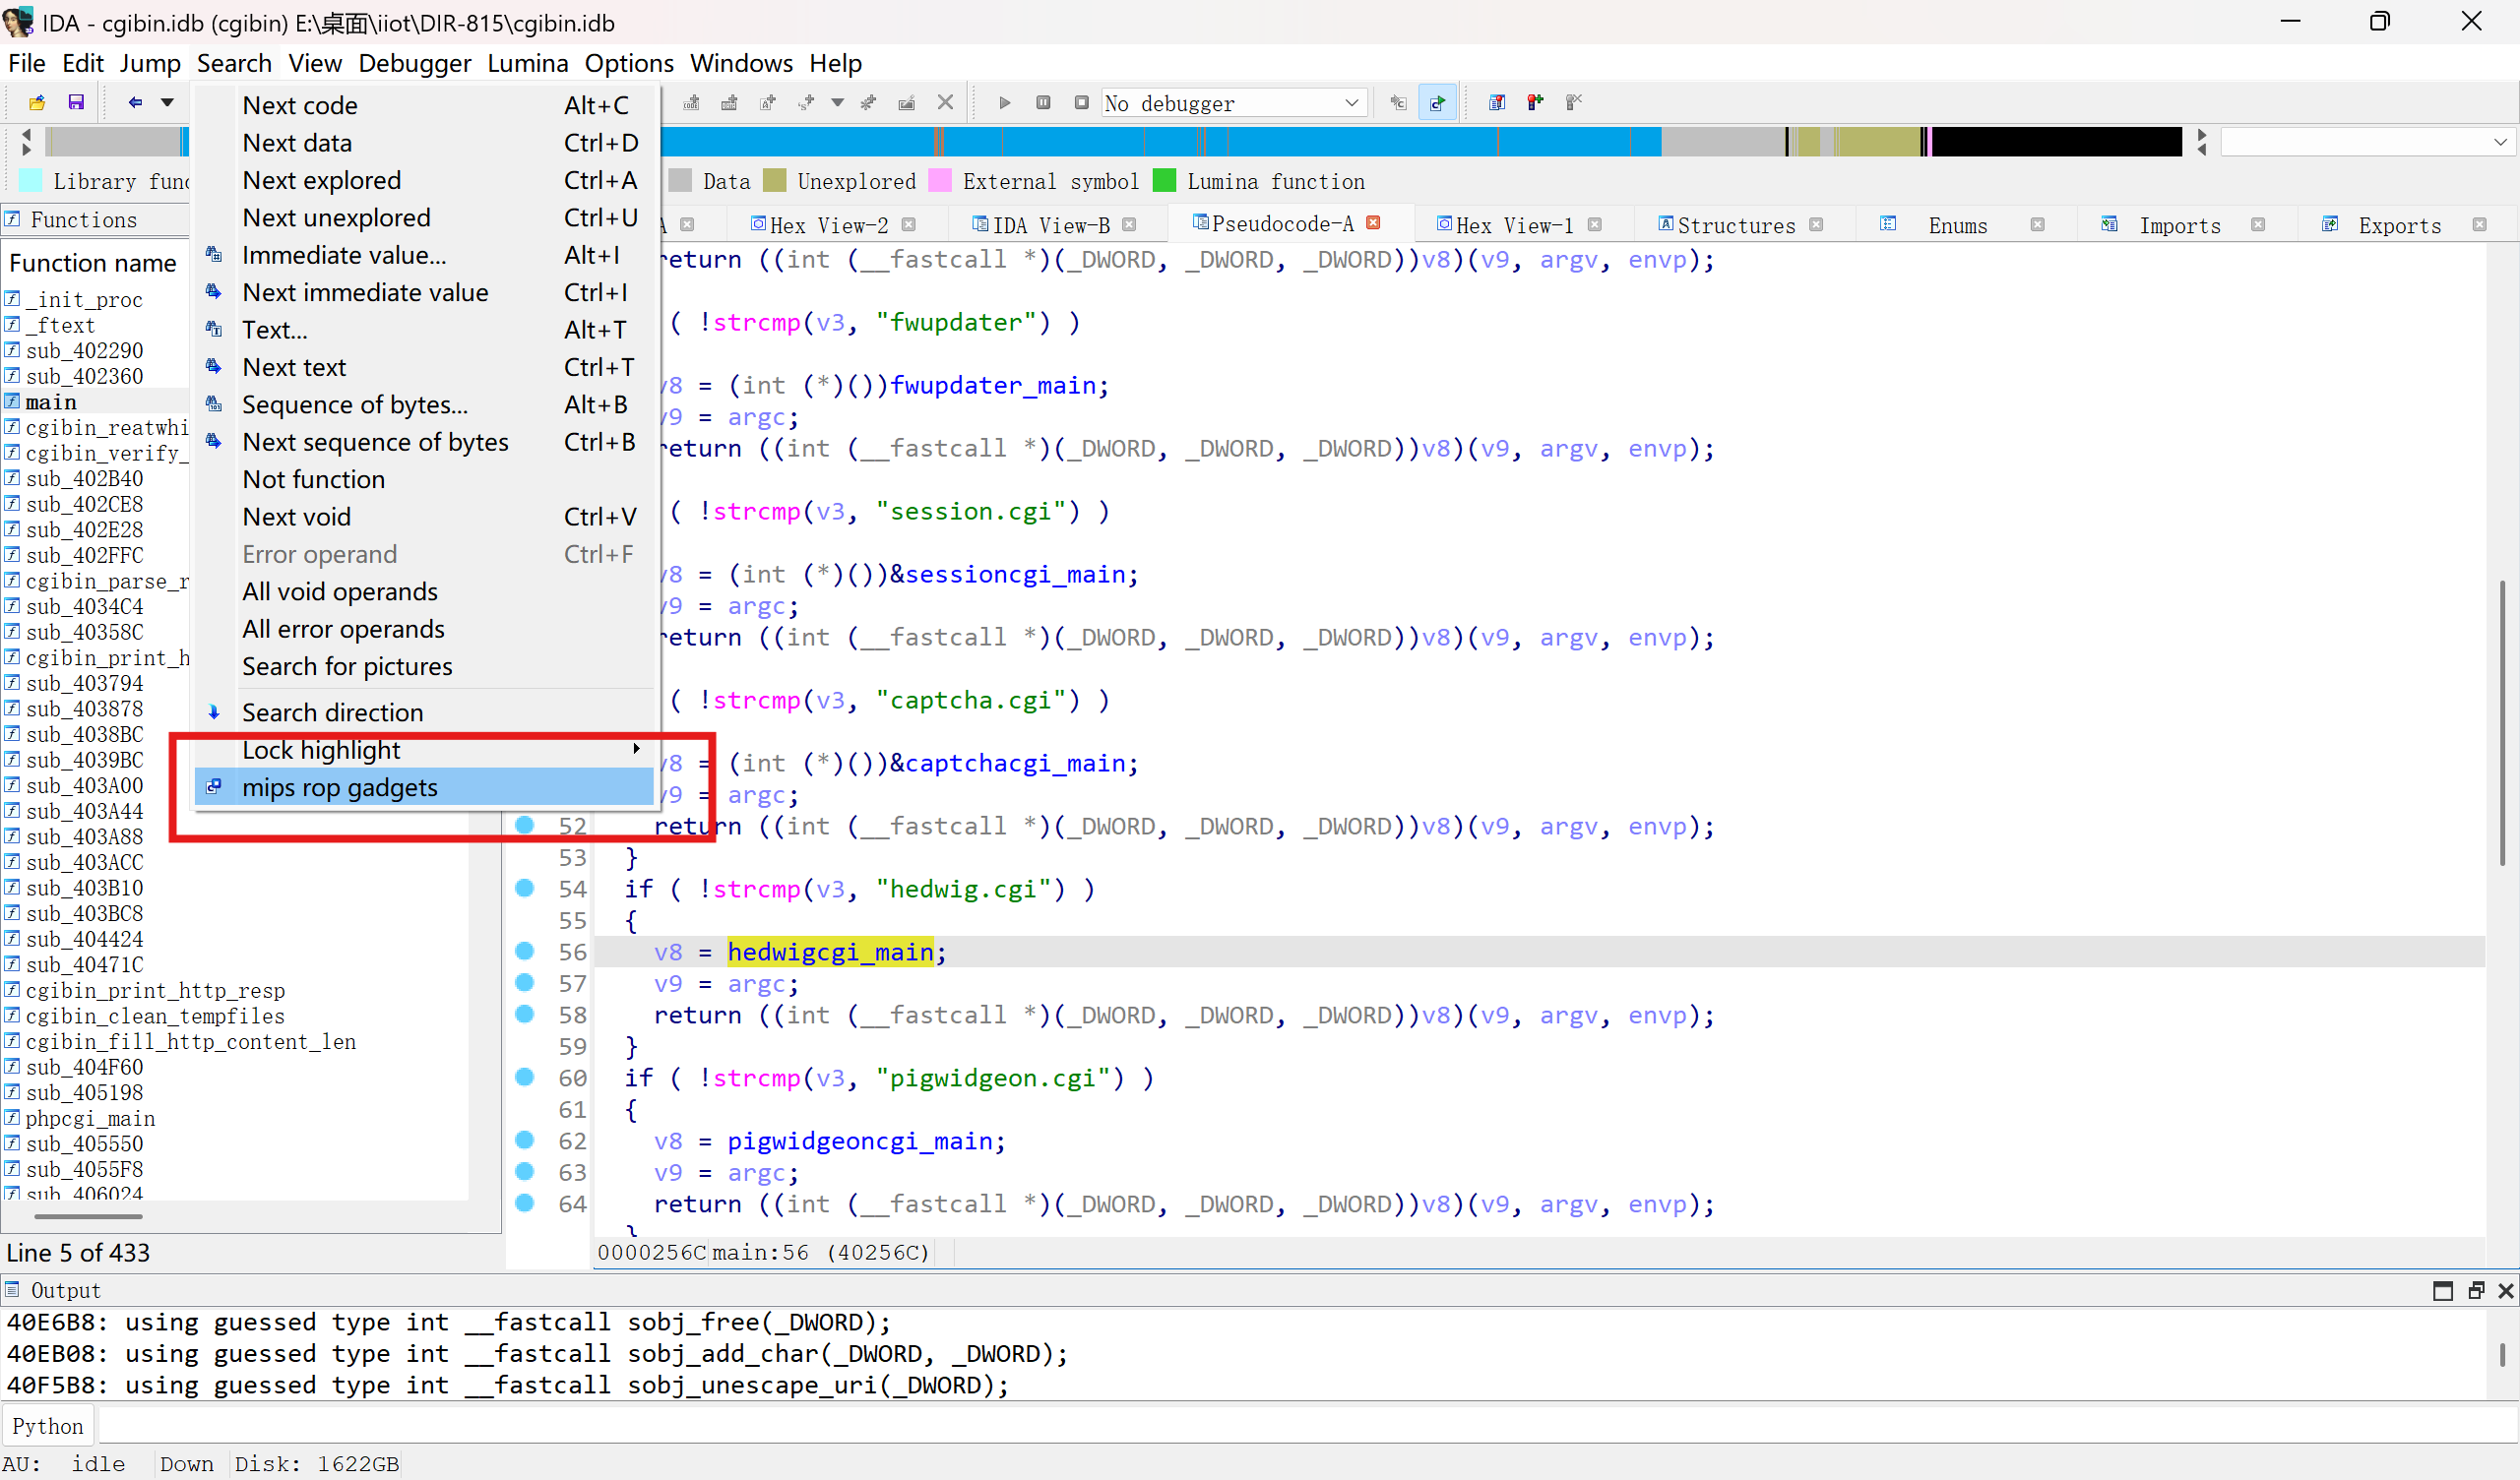 IDA - cgibin.idb (cgibin) E:\桌面\iiot\DIR-815\cgibin.idb
File Edit Jump Search View Debugger Lumina Options Windows Help
No debugger
Next code Alt+C
Next data Ctrl+D
Next explored Ctrl+A
Next unexplored Ctrl+U
Immediate value... Alt+I
Next immediate value Ctrl+I
Text... Alt+T
Next text Ctrl+T
Sequence of bytes... Alt+B
Next sequence of bytes Ctrl+B
Not function
Next void Ctrl+V
Error operand Ctrl+F
All void operands
All error operands
Search for pictures
Search direction
Lock highlight
mips rop gadgets
Library func Data Unexplored External symbol Lumina function
Functions
A Hex View-2 IDA View-B Pseudocode-A Hex View-1 Structures Enums Imports Exports
Function name
_init_proc
_ftext
sub_402290
sub_402360
main
cgibin_reatwhi
cgibin_verify_
sub_402B40
sub_402CE8
sub_402E28
sub_402FFC
cgibin_parse_r
sub_4034C4
sub_40358C
cgibin_print_h
sub_403794
sub_403878
sub_4038BC
sub_4039BC
sub_403A00
sub_403A44
sub_403A88
sub_403ACC
sub_403B10
sub_403BC8
sub_404424
sub_40471C
cgibin_print_http_resp
cgibin_clean_tempfiles
cgibin_fill_http_content_len
sub_404F60
sub_405198
phpcgi_main
sub_405550
sub_4055F8
sub_406024
Line 5 of 433
return ((int (__fastcall *)(_DWORD, _DWORD, _DWORD))v8)(v9, argv, envp);
( !strcmp(v3, "fwupdater") )
v8 = (int (*)())fwupdater_main;
v9 = argc;
return ((int (__fastcall *)(_DWORD, _DWORD, _DWORD))v8)(v9, argv, envp);
( !strcmp(v3, "session.cgi") )
v8 = (int (*)())&sessioncgi_main;
v9 = argc;
return ((int (__fastcall *)(_DWORD, _DWORD, _DWORD))v8)(v9, argv, envp);
( !strcmp(v3, "captcha.cgi") )
v8 = (int (*)())&captchacgi_main;
v9 = argc;
52 return ((int (__fastcall *)(_DWORD, _DWORD, _DWORD))v8)(v9, argv, envp);
53 }
54 if ( !strcmp(v3, "hedwig.cgi") )
55 {
56 v8 = hedwigcgi_main;
57 v9 = argc;
58 return ((int (__fastcall *)(_DWORD, _DWORD, _DWORD))v8)(v9, argv, envp);
59 }
60 if ( !strcmp(v3, "pigwidgeon.cgi") )
61 {
62 v8 = pigwidgeoncgi_main;
63 v9 = argc;
64 return ((int (__fastcall *)(_DWORD, _DWORD, _DWORD))v8)(v9, argv, envp);
}
0000256C main:56 (40256C)
Output
40E6B8: using guessed type int __fastcall sobj_free(_DWORD);
40EB08: using guessed type int __fastcall sobj_add_char(_DWORD, _DWORD);
40F5B8: using guessed type int __fastcall sobj_unescape_uri(_DWORD);
Python
AU: idle Down Disk: 1622GB